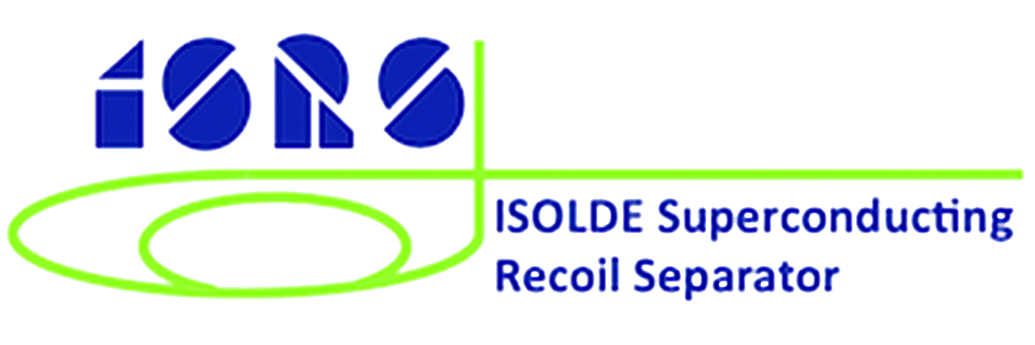 iSRS
ISOLDE Superconducting
Recoil Separator